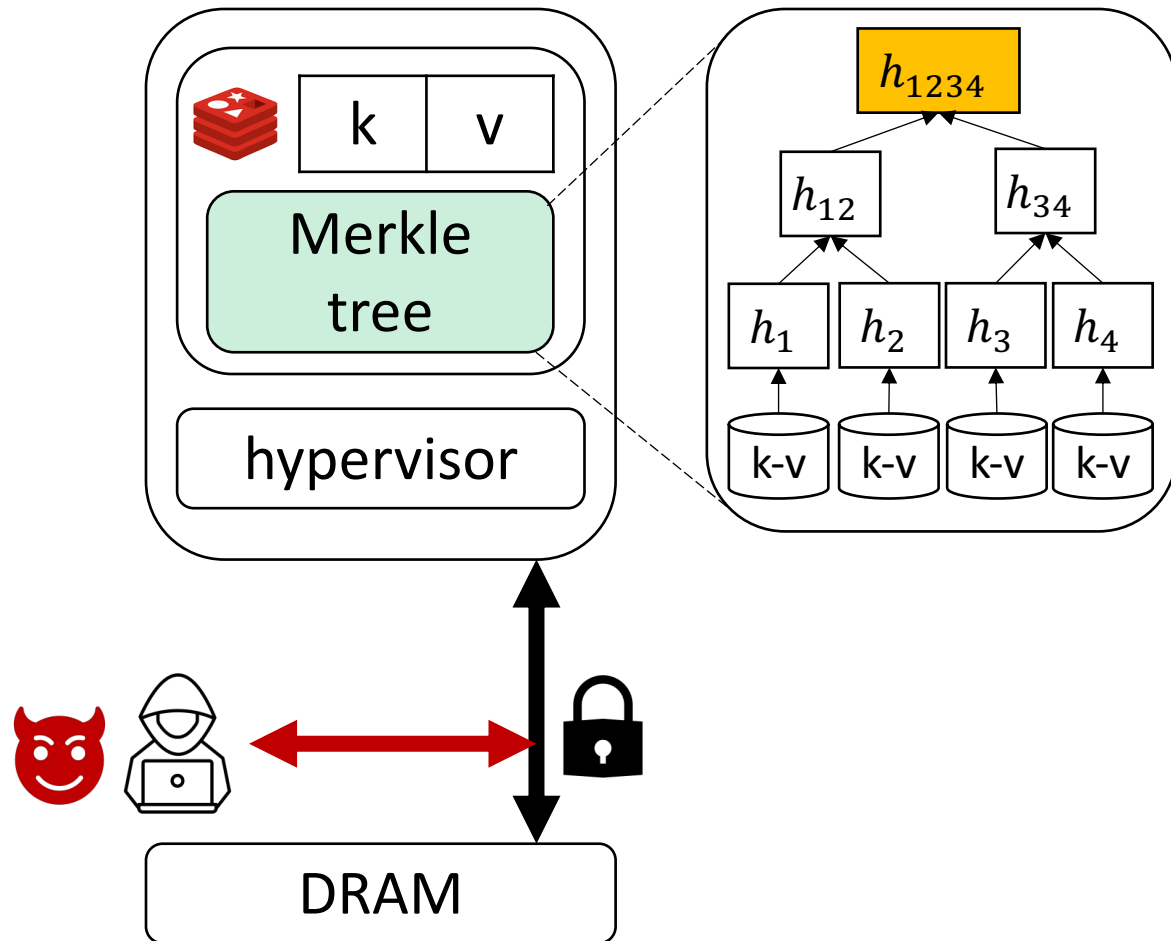 k v
Merkle
tree
hypervisor
DRAM
h₁₂₃₄
h₁₂ h₃₄
h₁ h₂ h₃ h₄
k-v k-v k-v k-v